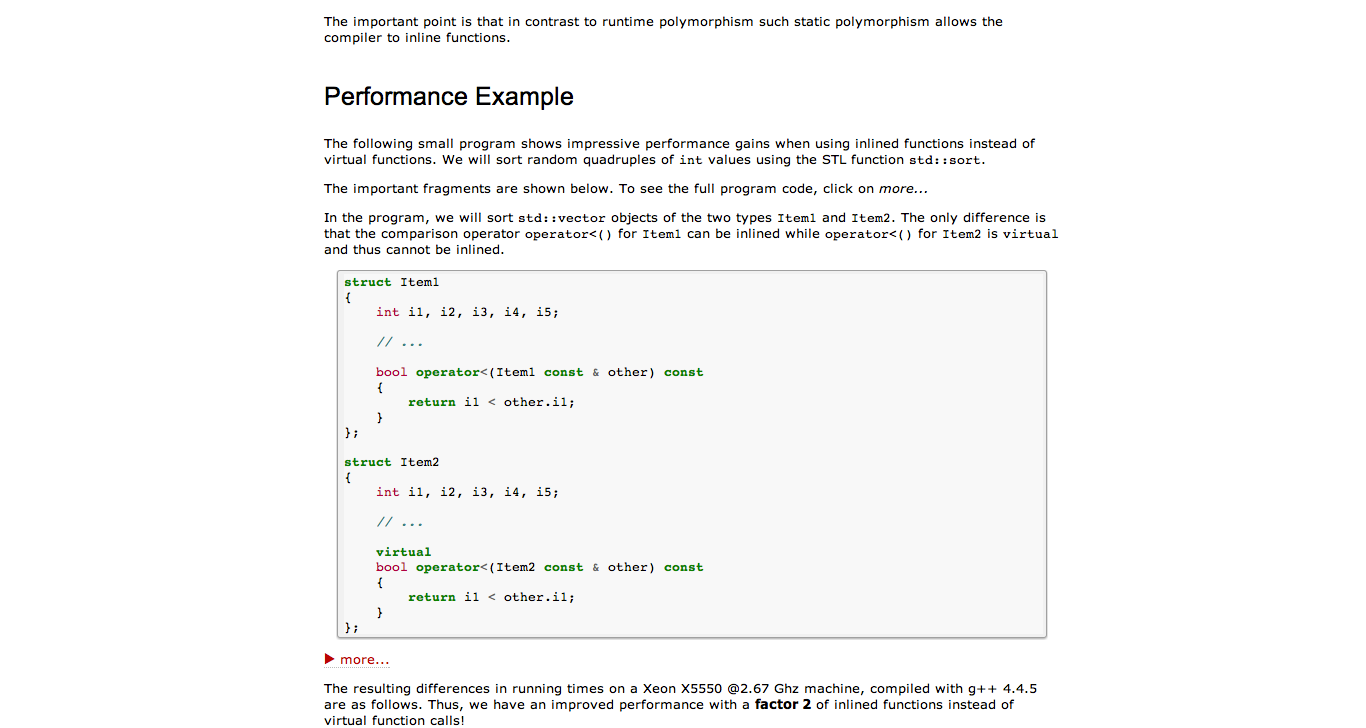 The important point is that in contrast to runtime polymorphism such static polymorphism allows the
compiler to inline functions.
Performance Example
The following small program shows impressive performance gains when using inlined functions instead of
virtual functions. We will sort random quadruples of int values using the STL function std::sort.
The important fragments are shown below. To see the full program code, click on more...
In the program, we will sort std::vector objects of the two types Item1 and Item2. The only difference is
that the comparison operator operator<() for Item1 can be inlined while operator<() for Item2 is virtual
and thus cannot be inlined.
struct Item1
{
    int i1, i2, i3, i4, i5;
    // ...
    bool operator<(Item1 const & other) const
    {
        return i1 < other.i1;
    }
};
struct Item2
{
    int i1, i2, i3, i4, i5;
    // ...
    virtual
    bool operator<(Item2 const & other) const
    {
        return i1 < other.i1;
    }
};
more...
The resulting differences in running times on a Xeon X5550 @2.67 Ghz machine, compiled with g++ 4.4.5
are as follows. Thus, we have an improved performance with a factor 2 of inlined functions instead of
virtual function calls!